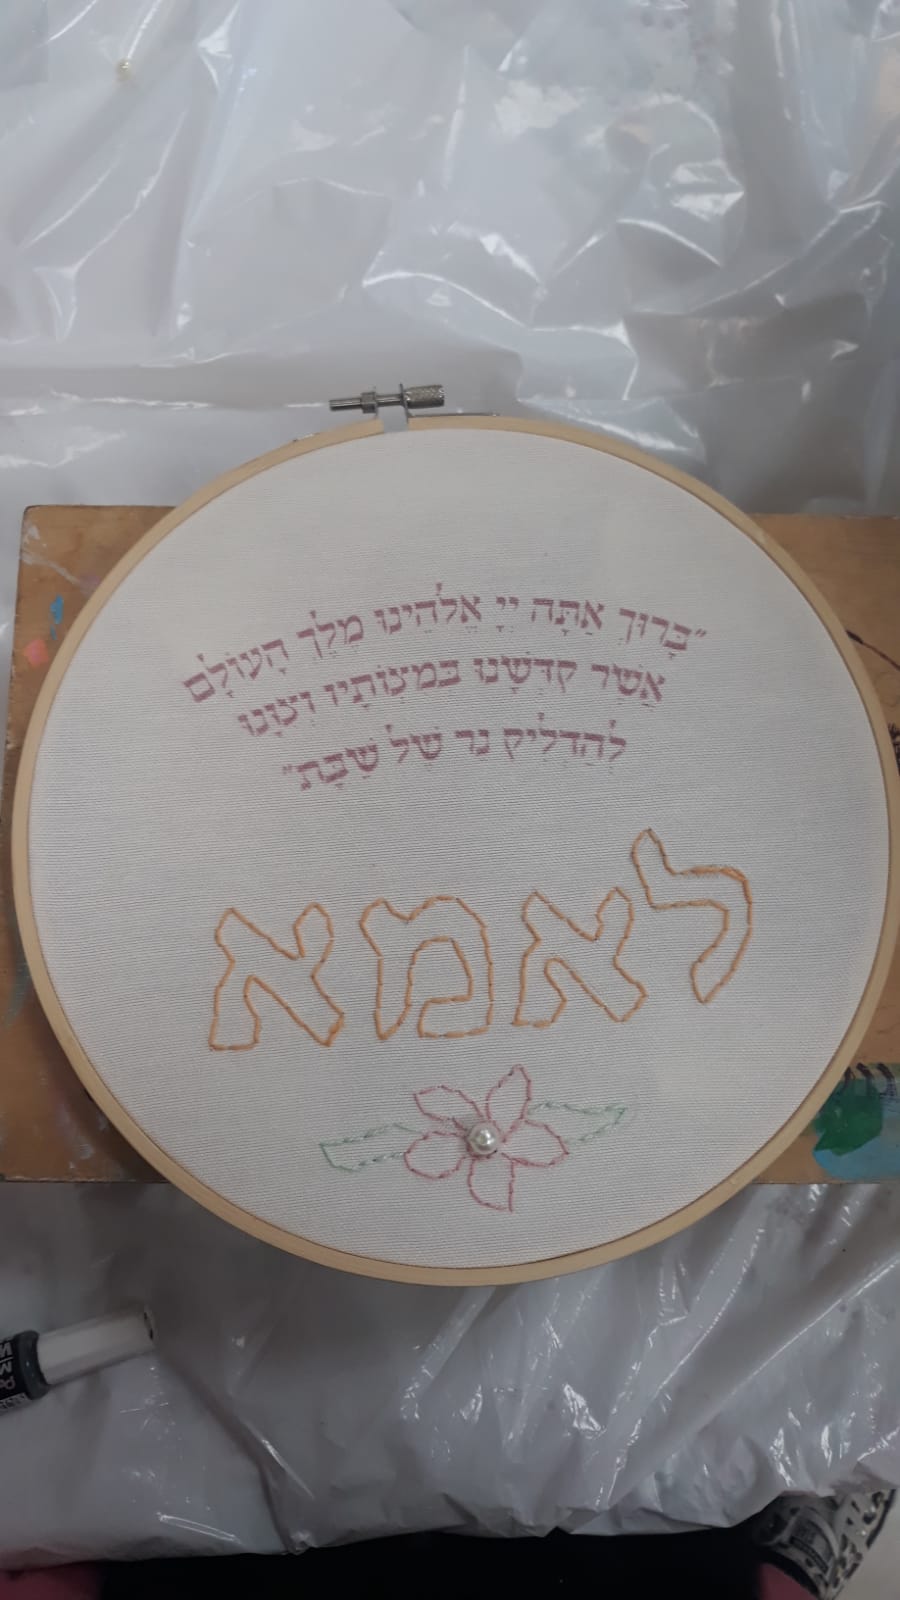 "בָּרוּךְ אַתָּה יְיָ אֱלֹהֵינוּ מֶלֶךְ הָעוֹלָם
אֲשֶׁר קִדְּשָׁנוּ בְּמִצְוֹתָיו וְצִוָּנוּ
לְהַדְלִיק נֵר שֶׁל שַׁבָּת"
לאמא